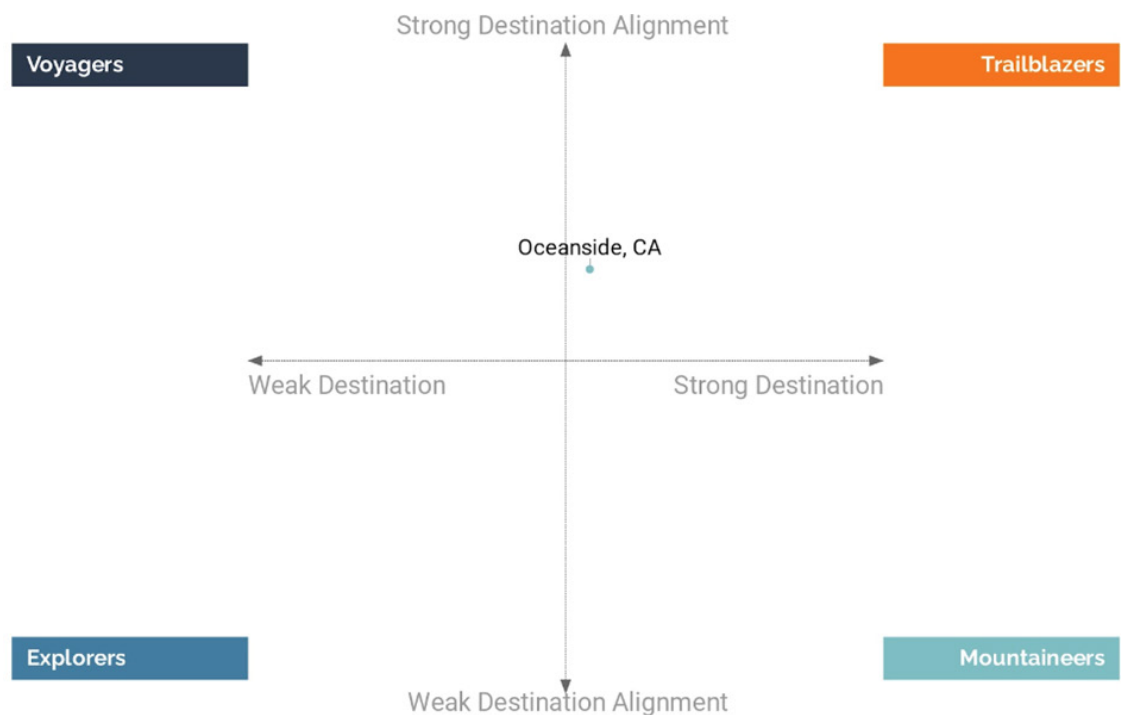 Strong Destination Alignment
Voyagers
Trailblazers
Oceanside, CA
Weak Destination
Strong Destination
Explorers
Mountaineers
Weak Destination Alignment